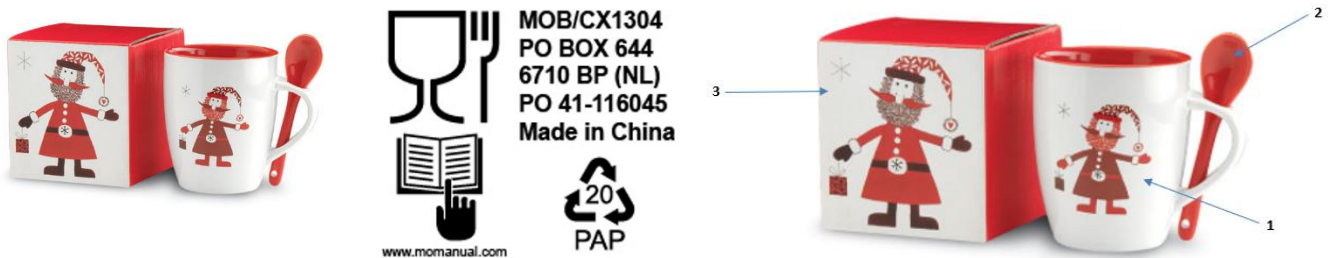 MOB/CX1304
PO BOX 644
6710 BP (NL)
PO 41-116045
Made in China
www.momanual.com
20
PAP
3
2
1